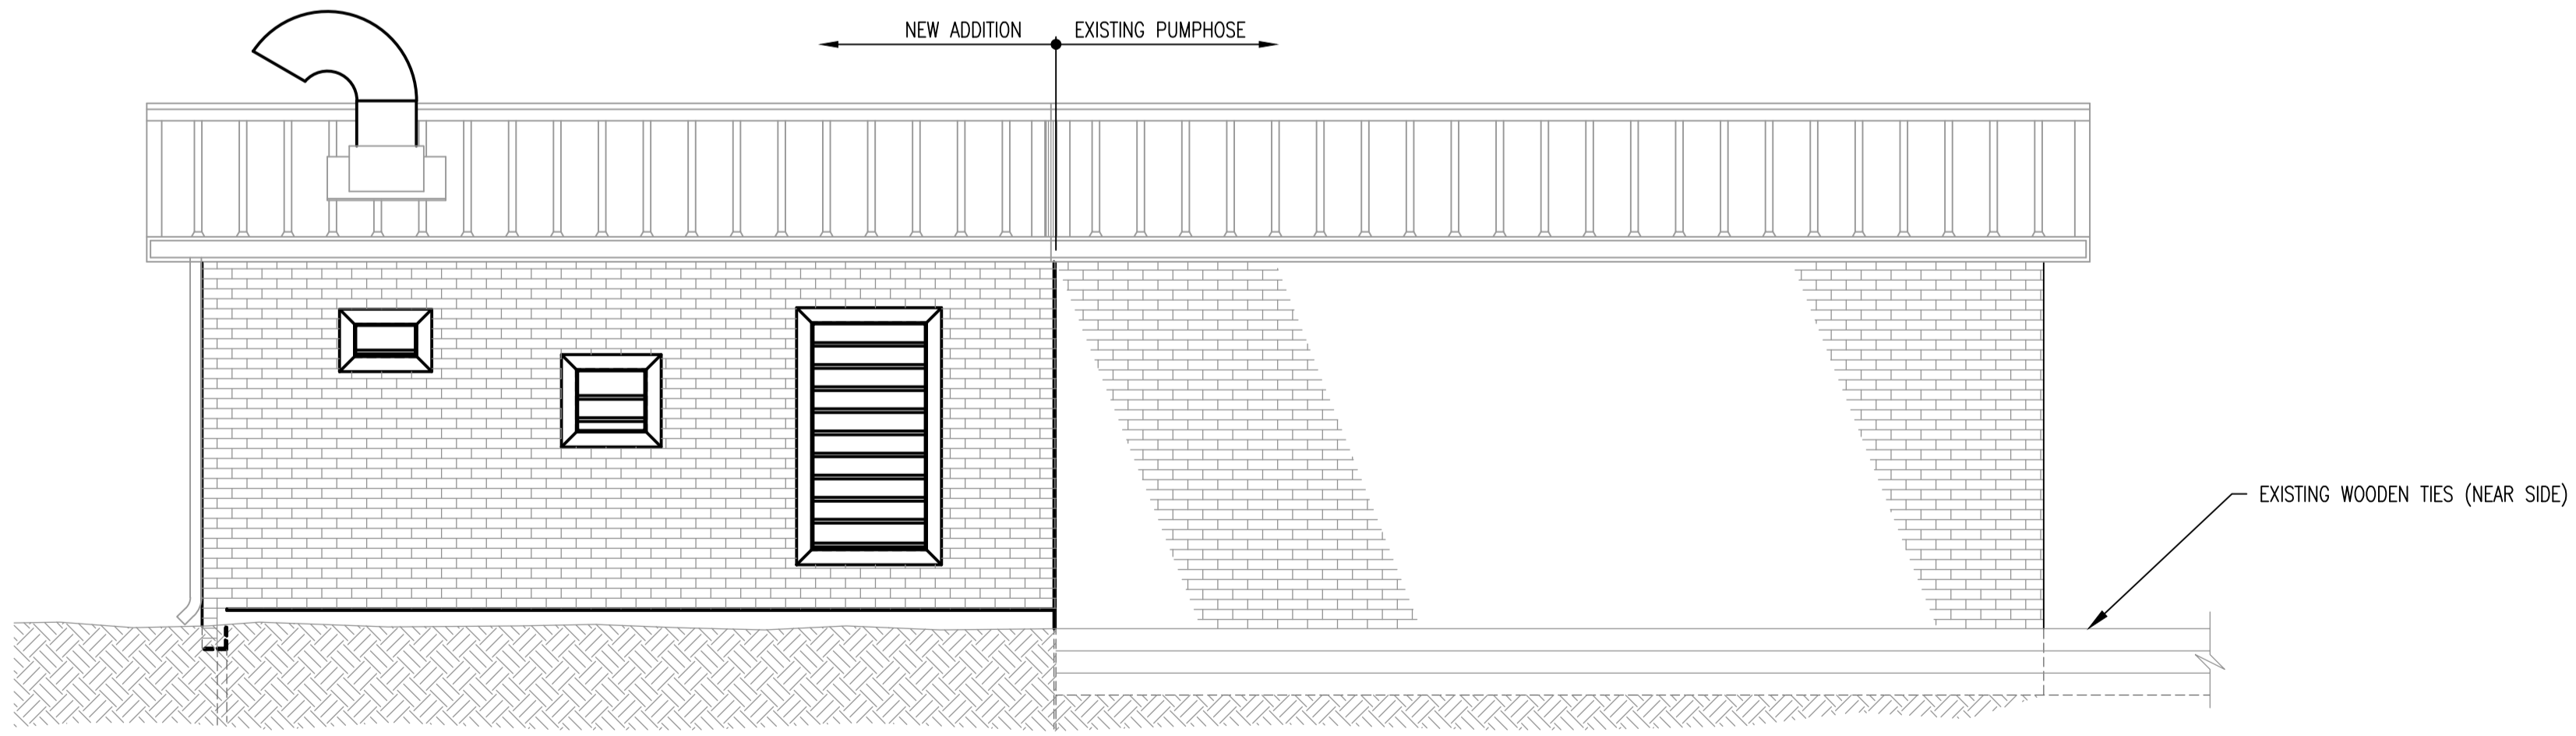 NEW ADDITION
EXISTING PUMPHOSE
EXISTING WOODEN TIES (NEAR SIDE)